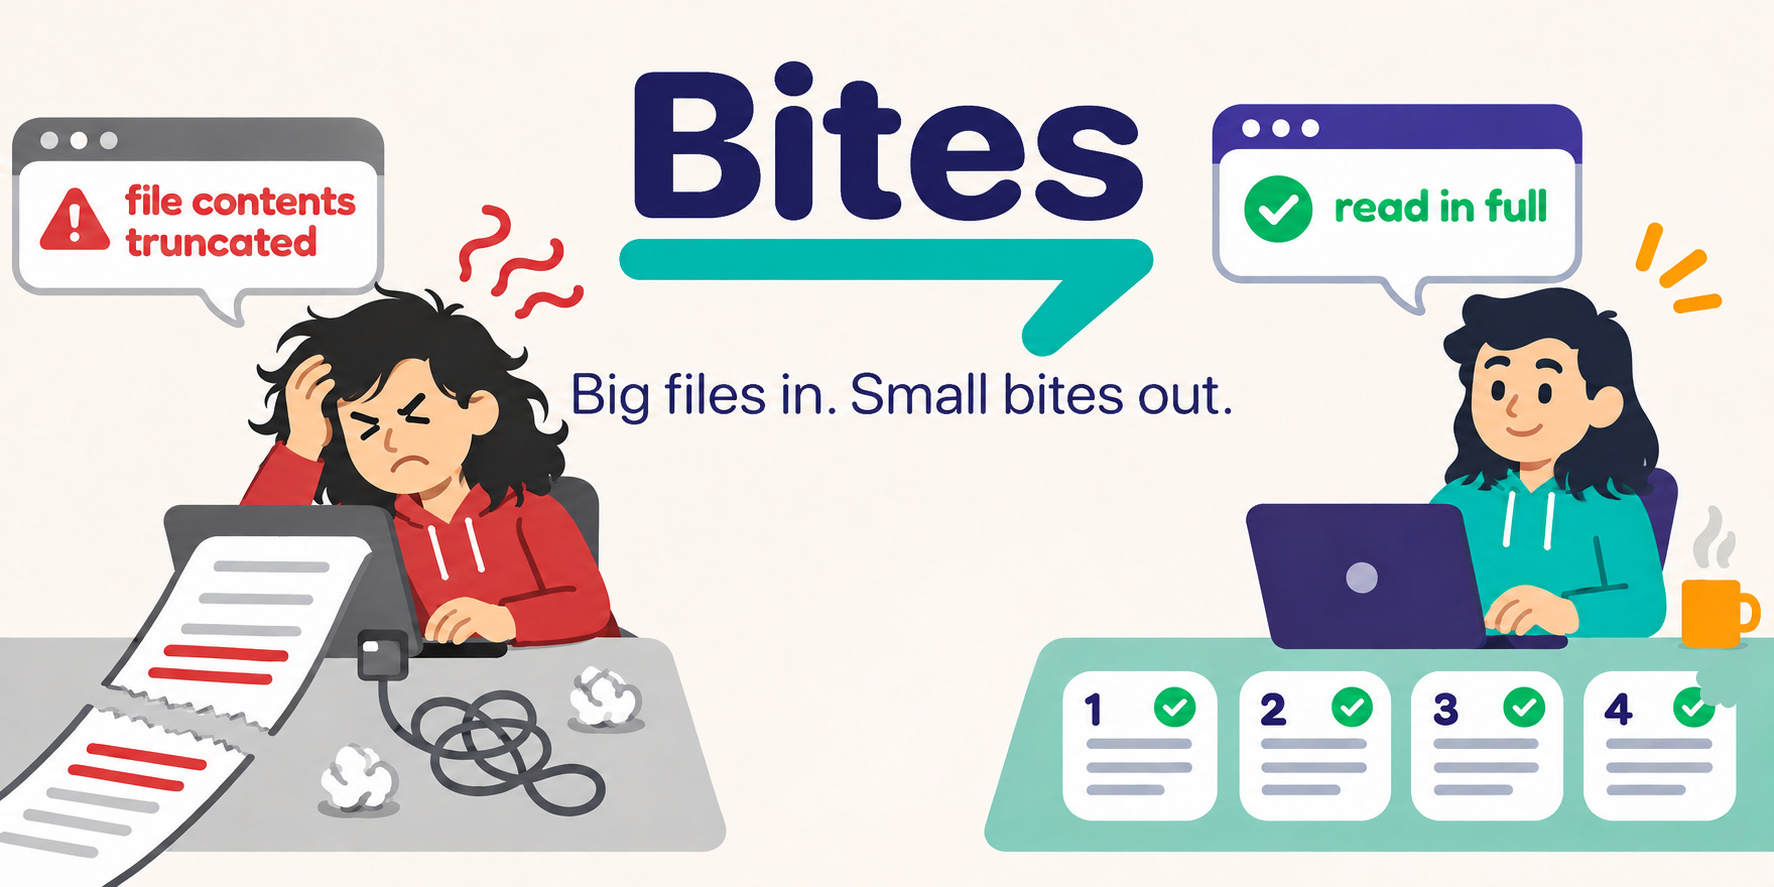 Bites
Big files in. Small bites out.
file contents
truncated
read in full
1
2
3
4